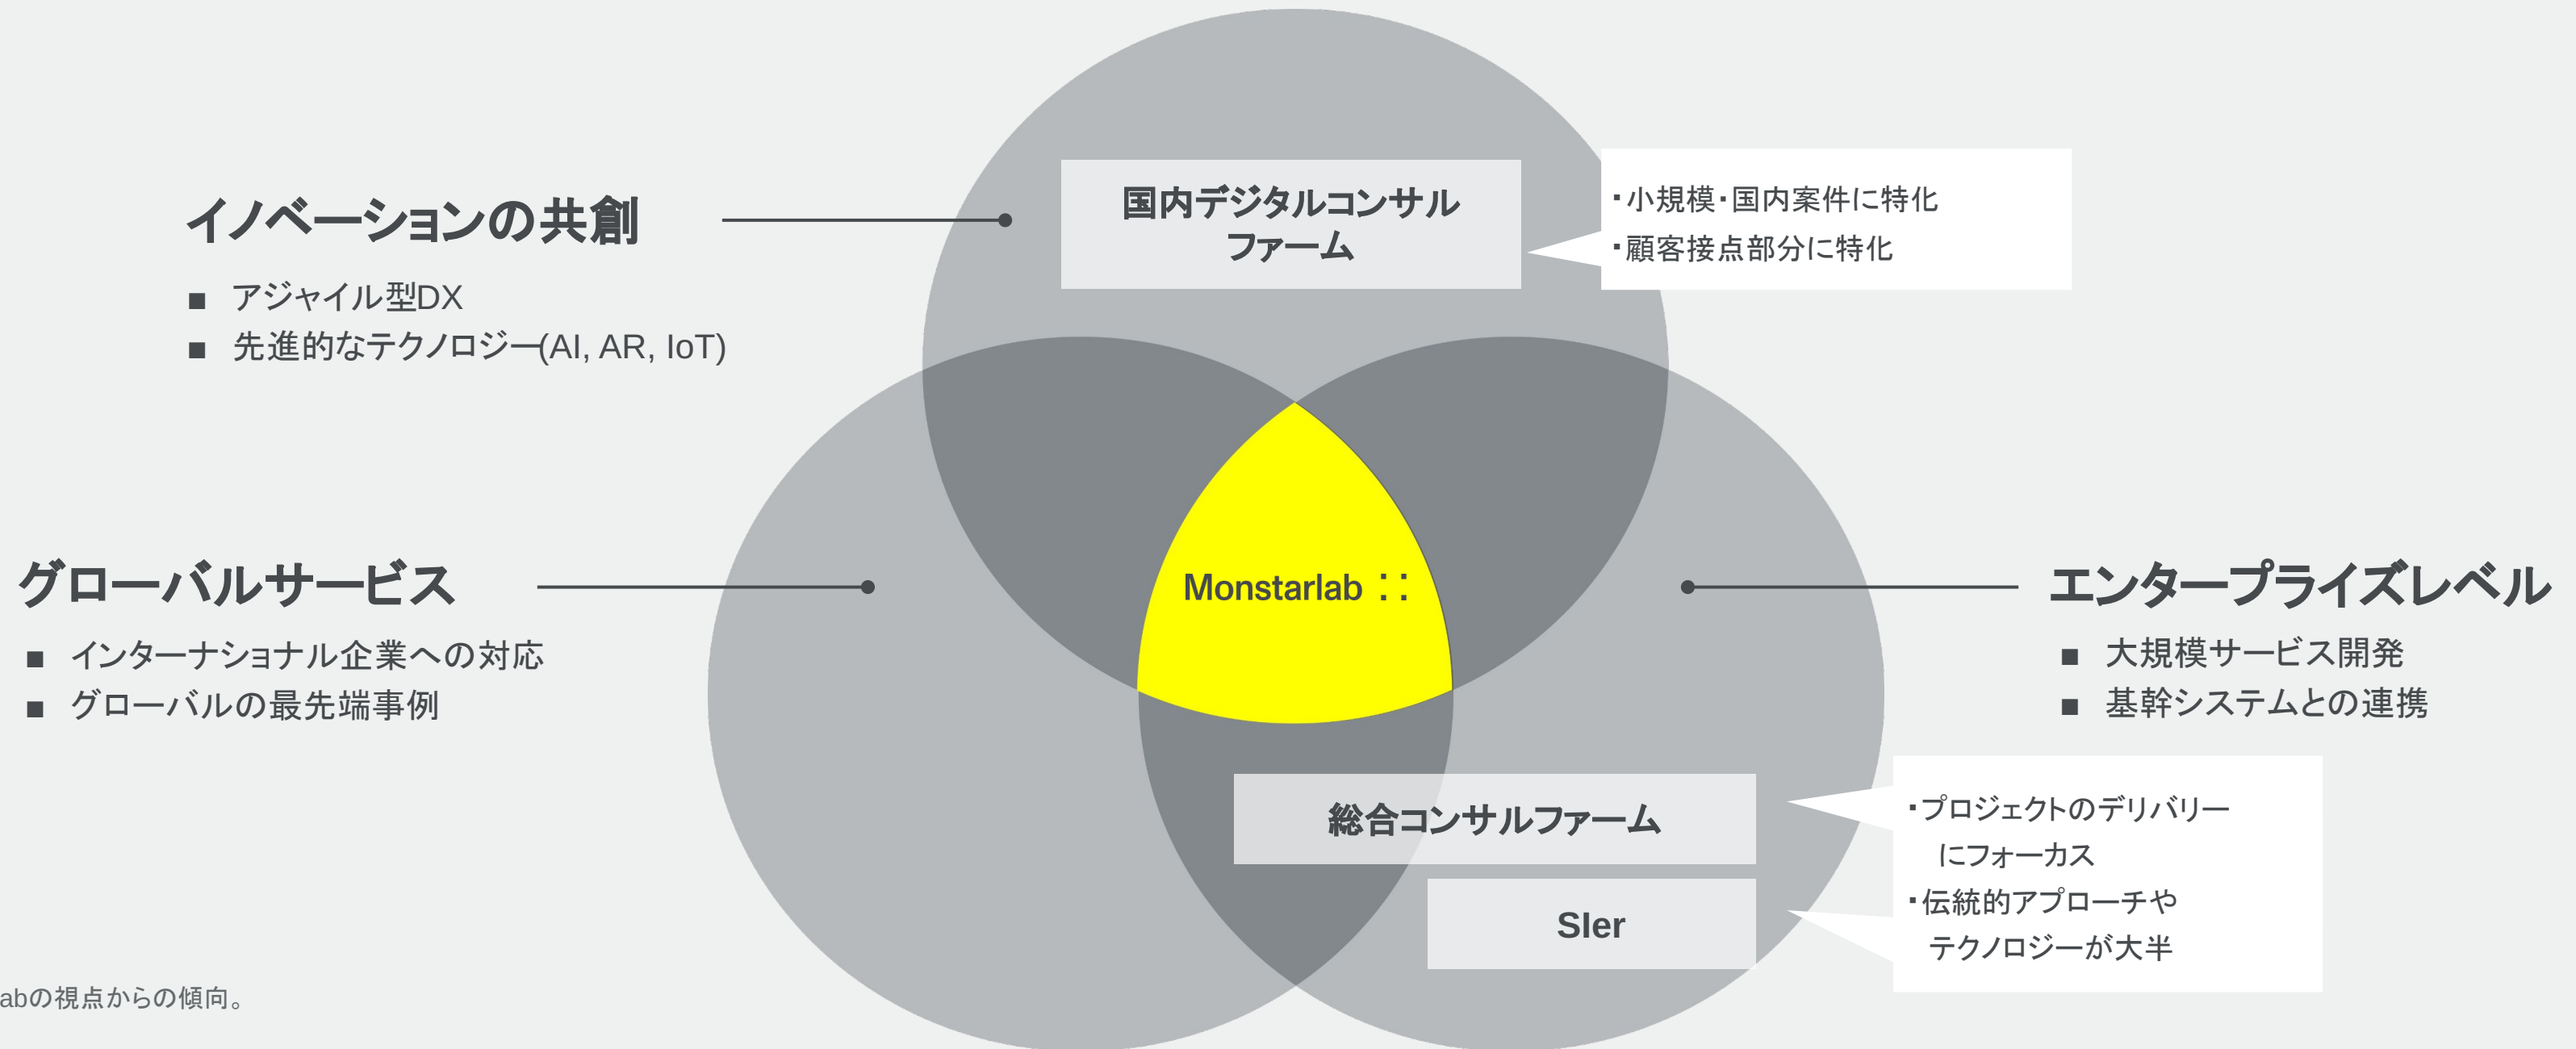 イノベーションの共創
■ アジャイル型DX
■ 先進的なテクノロジー(AI, AR, IoT)
国内デジタルコンサル
ファーム
・小規模・国内案件に特化
・顧客接点部分に特化
グローバルサービス
■ インターナショナル企業への対応
■ グローバルの最先端事例
Monstarlab
エンタープライズレベル
■ 大規模サービス開発
■ 基幹システムとの連携
総合コンサルファーム
SIer
・プロジェクトのデリバリー
にフォーカス
・伝統的アプローチや
テクノロジーが大半
abの視点からの傾向。